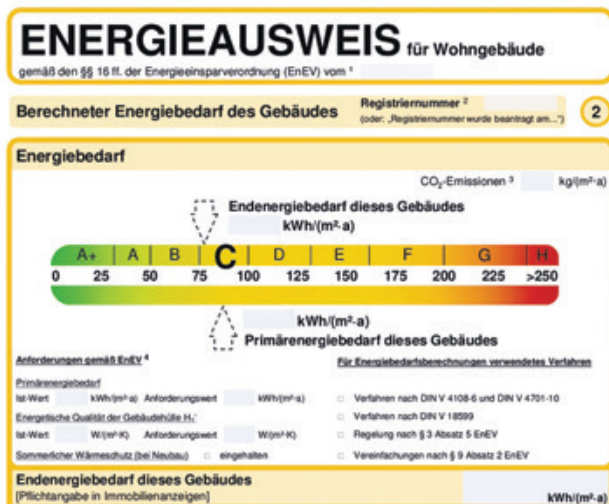 ENERGIEAUSWEIS für Wohngebäude
gemäß den §§ 16 ff. der Energieeinsparverordnung (EnEV) vom ¹
Berechneter Energiebedarf des Gebäudes
Registriernummer ²
(oder: „Registriernummer wurde beantragt am...")
2
Energiebedarf
CO₂-Emissionen ³ kg/(m²·a)
Endenergiebedarf dieses Gebäudes
kWh/(m²·a)
A+ A B C D E F G H
0 25 50 75 100 125 150 175 200 225 >250
kWh/(m²·a)
Primärenergiebedarf dieses Gebäudes
Anforderungen gemäß EnEV ⁴
Primärenergiebedarf
Ist-Wert kWh/(m²·a) Anforderungswert kWh/(m²·a)
Energetische Qualität der Gebäudehülle Hₜ'
Ist-Wert W/(m²·K) Anforderungswert W/(m²·K)
Sommerlicher Wärmeschutz (bei Neubau) □ eingehalten
Für Energiebedarfsberechnungen verwendetes Verfahren
□ Verfahren nach DIN V 4108-6 und DIN V 4701-10
□ Verfahren nach DIN V 18599
□ Regelung nach § 3 Absatz 5 EnEV
□ Vereinfachungen nach § 9 Absatz 2 EnEV
Endenergiebedarf dieses Gebäudes
[Pflichtangabe in Immobilienanzeigen]
kWh/(m²·a)